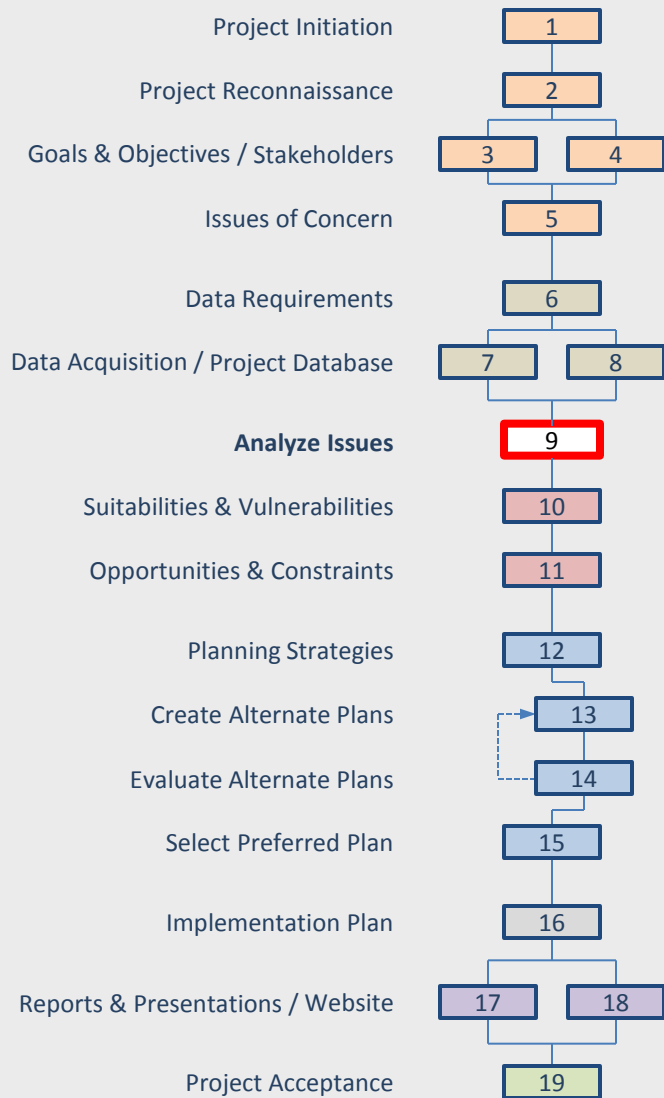 Project Initiation 1
Project Reconnaissance 2
Goals & Objectives / Stakeholders 3 4
Issues of Concern 5
Data Requirements 6
Data Acquisition / Project Database 7 8
Analyze Issues 9
Suitabilities & Vulnerabilities 10
Opportunities & Constraints 11
Planning Strategies 12
Create Alternate Plans 13
Evaluate Alternate Plans 14
Select Preferred Plan 15
Implementation Plan 16
Reports & Presentations / Website 17 18
Project Acceptance 19